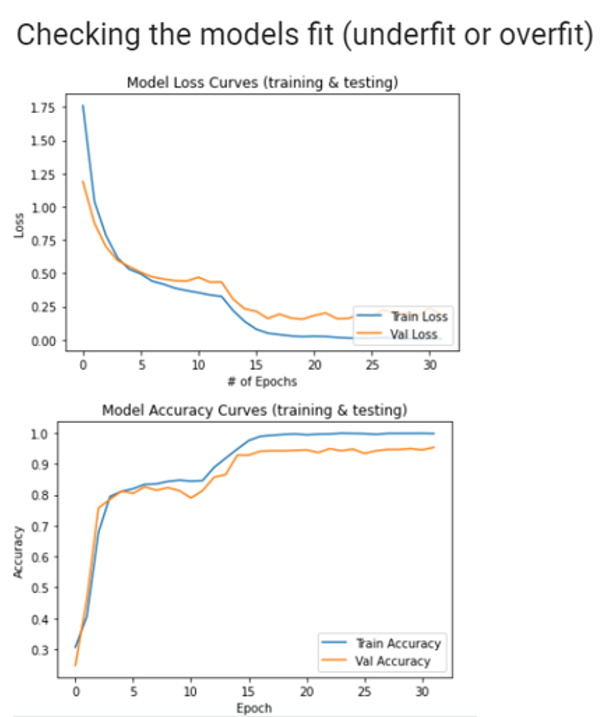 Checking the models fit (underfit or overfit)
Model Loss Curves (training & testing)
1.75
1.50
1.25
1.00
0.75
0.50
0.25
0.00
Loss
Train Loss
Val Loss
0 5 10 15 20 25 30
# of Epochs
Model Accuracy Curves (training & testing)
1.0
0.9
0.8
0.7
0.6
0.5
0.4
0.3
Accuracy
Train Accuracy
Val Accuracy
0 5 10 15 20 25 30
Epoch